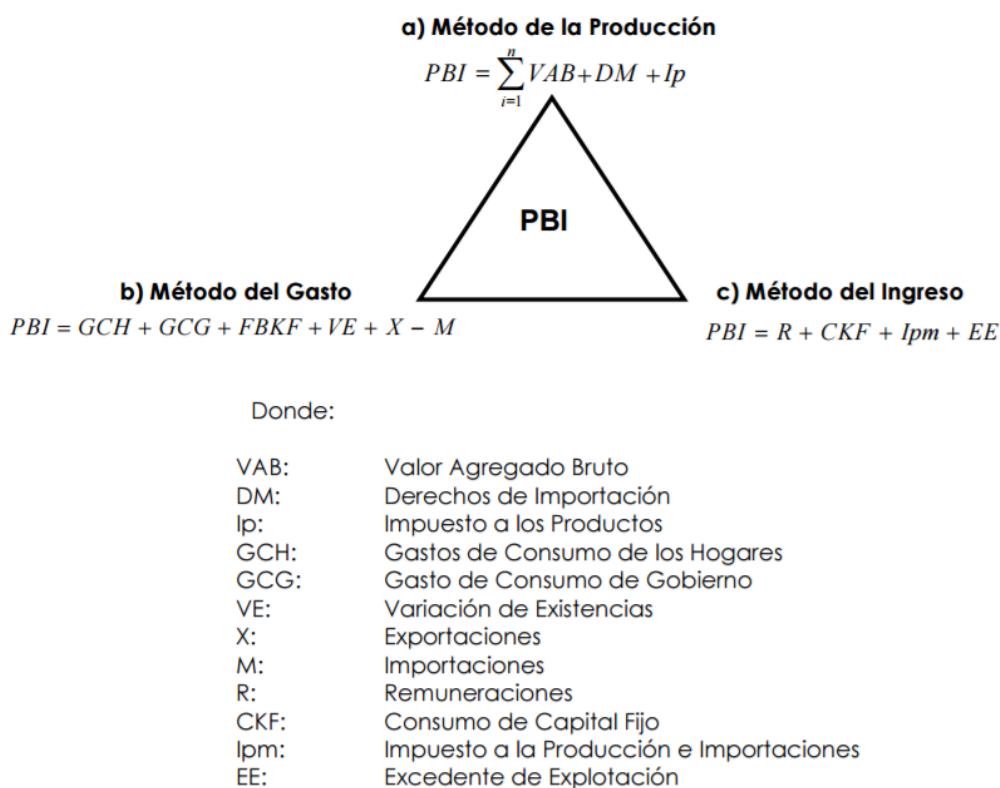 a) Método de la Producción
PBI = \sum_{i=1}^{n} VAB + DM + Ip
PBI
b) Método del Gasto
PBI = GCH + GCG + FBKF + VE + X − M
c) Método del Ingreso
PBI = R + CKF + Ipm + EE
Donde:
VAB: Valor Agregado Bruto
DM: Derechos de Importación
Ip: Impuesto a los Productos
GCH: Gastos de Consumo de los Hogares
GCG: Gasto de Consumo de Gobierno
VE: Variación de Existencias
X: Exportaciones
M: Importaciones
R: Remuneraciones
CKF: Consumo de Capital Fijo
Ipm: Impuesto a la Producción e Importaciones
EE: Excedente de Explotación